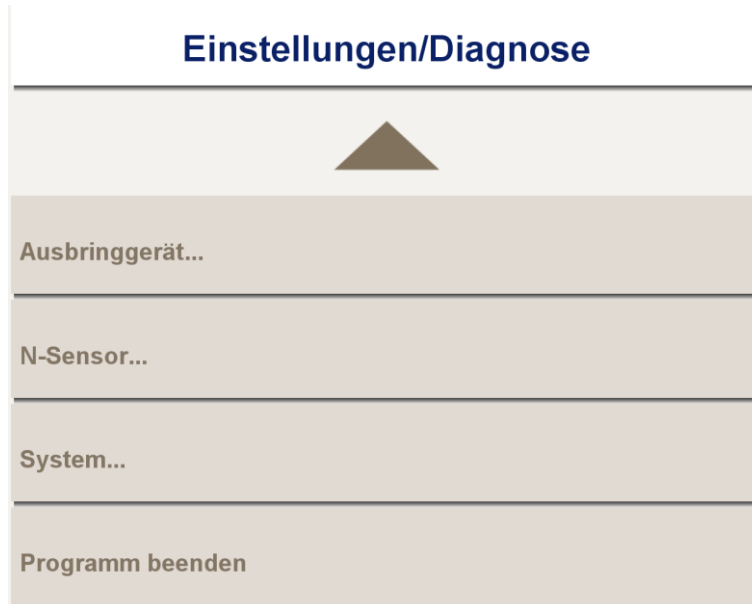 Einstellungen/Diagnose
Ausbringgerät...
N-Sensor...
System...
Programm beenden